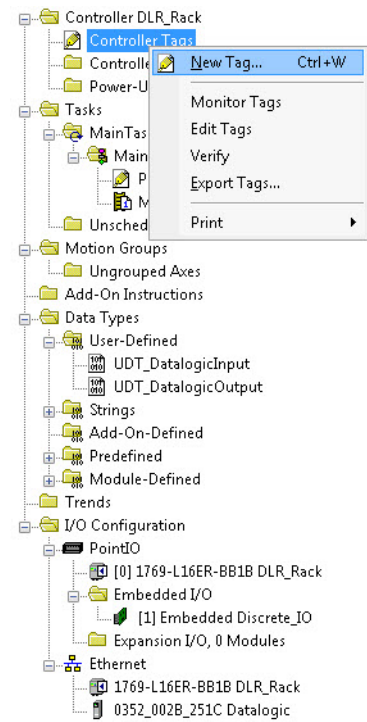 Controller DLR_Rack
Controller Tags
Controlle
New Tag... Ctrl+W
Power-U
Monitor Tags
Tasks
Edit Tags
MainTas
Verify
Main
Export Tags...
P
M
Unsched
Print
Motion Groups
Ungrouped Axes
Add-On Instructions
Data Types
User-Defined
UDT_DatalogicInput
UDT_DatalogicOutput
Strings
Add-On-Defined
Predefined
Module-Defined
Trends
I/O Configuration
PointIO
[0] 1769-L16ER-BB1B DLR_Rack
Embedded I/O
[1] Embedded Discrete_IO
Expansion I/O, 0 Modules
Ethernet
1769-L16ER-BB1B DLR_Rack
0352_002B_251C Datalogic